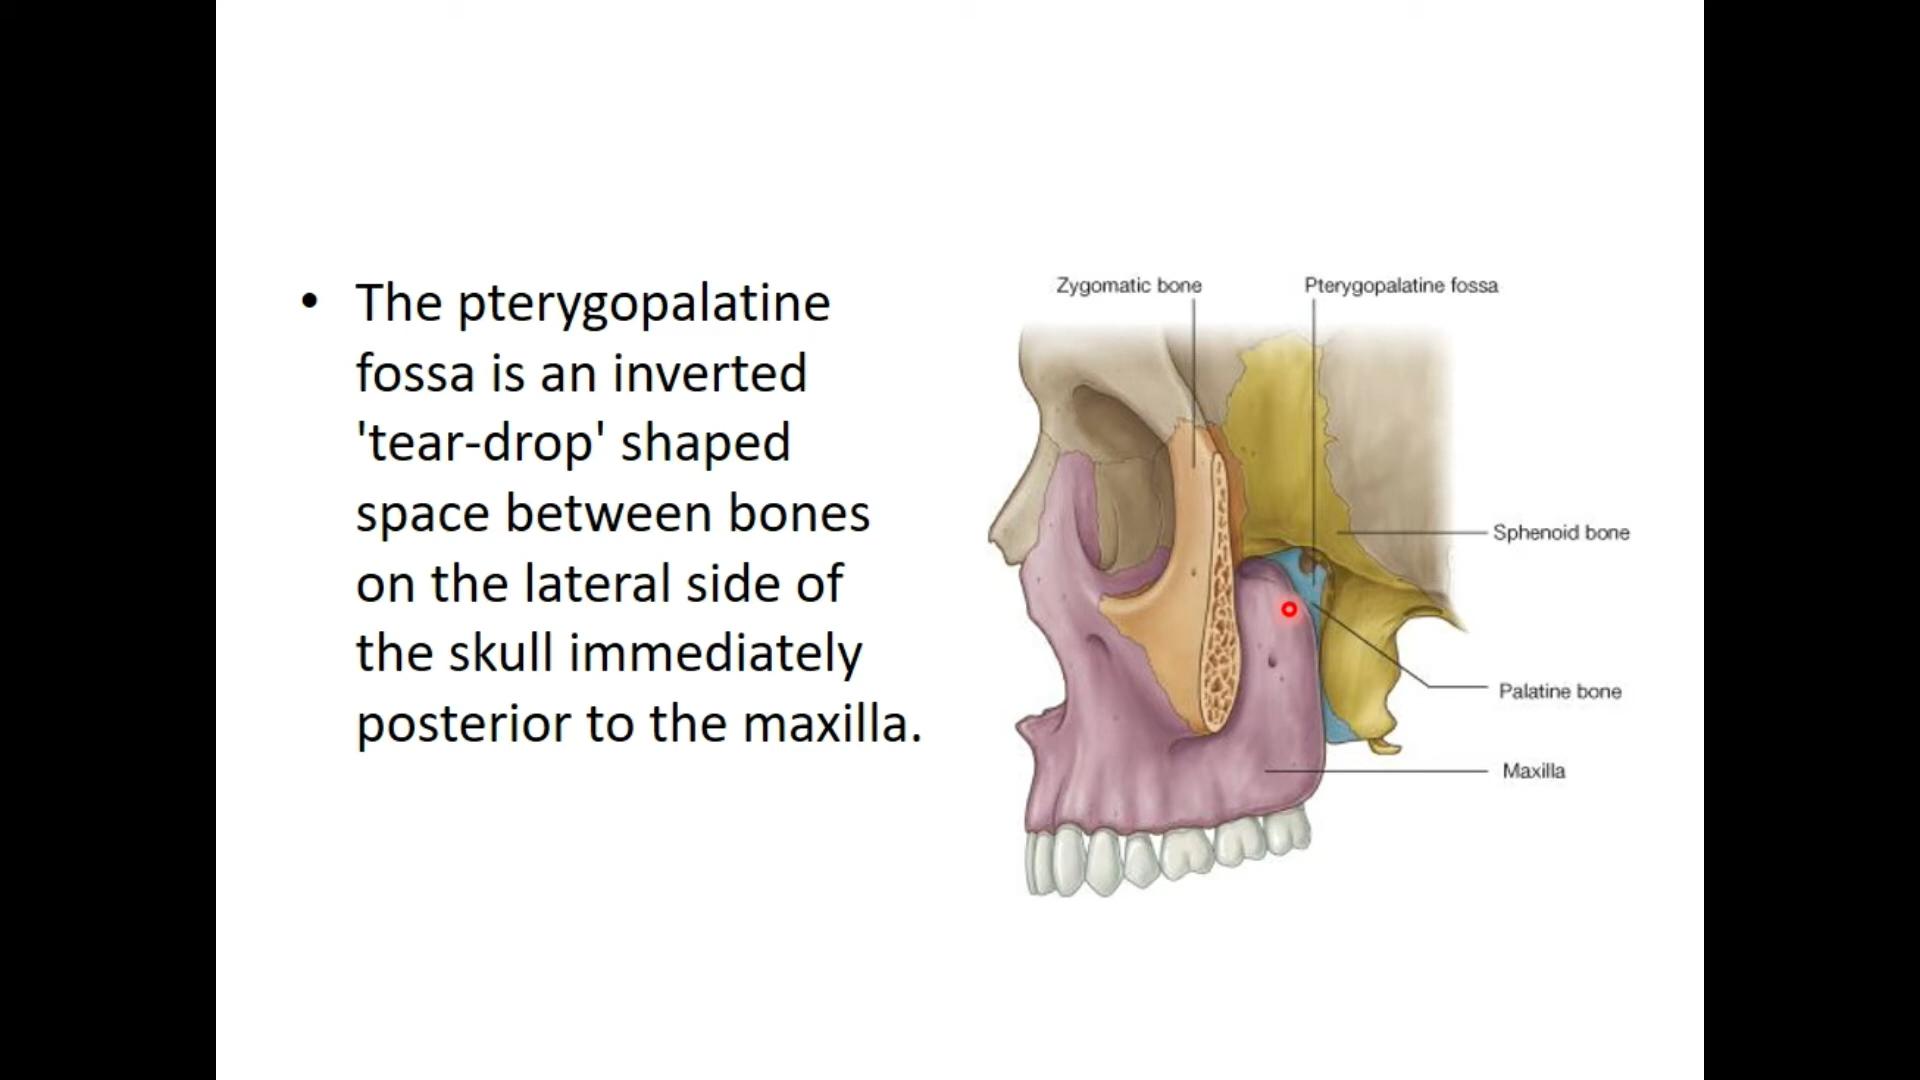 • The pterygopalatine
fossa is an inverted
'tear-drop' shaped
space between bones
on the lateral side of
the skull immediately
posterior to the maxilla.
Zygomatic bone
Pterygopalatine fossa
Sphenoid bone
Palatine bone
Maxilla